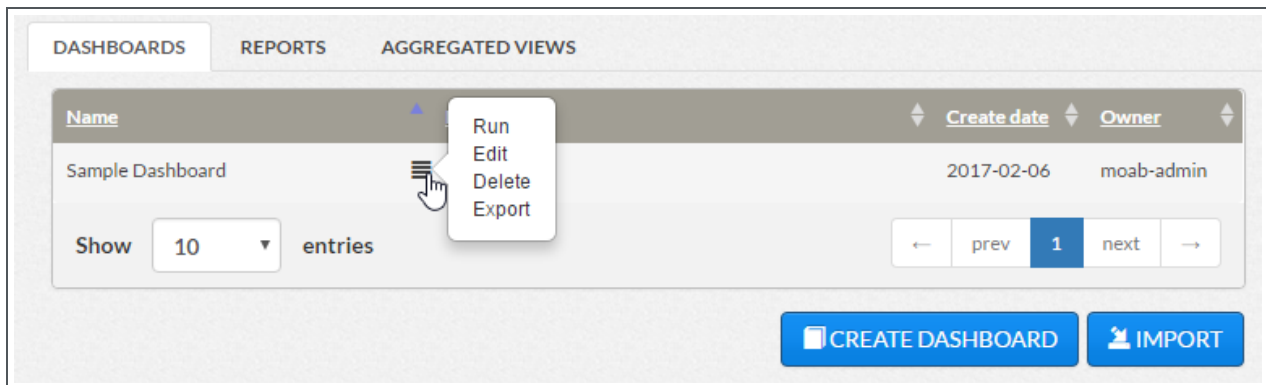 DASHBOARDS REPORTS AGGREGATED VIEWS
Name Create date Owner
Run
Edit
Delete
Export
Sample Dashboard 2017-02-06 moab-admin
Show 10 entries ← prev 1 next →
CREATE DASHBOARD IMPORT